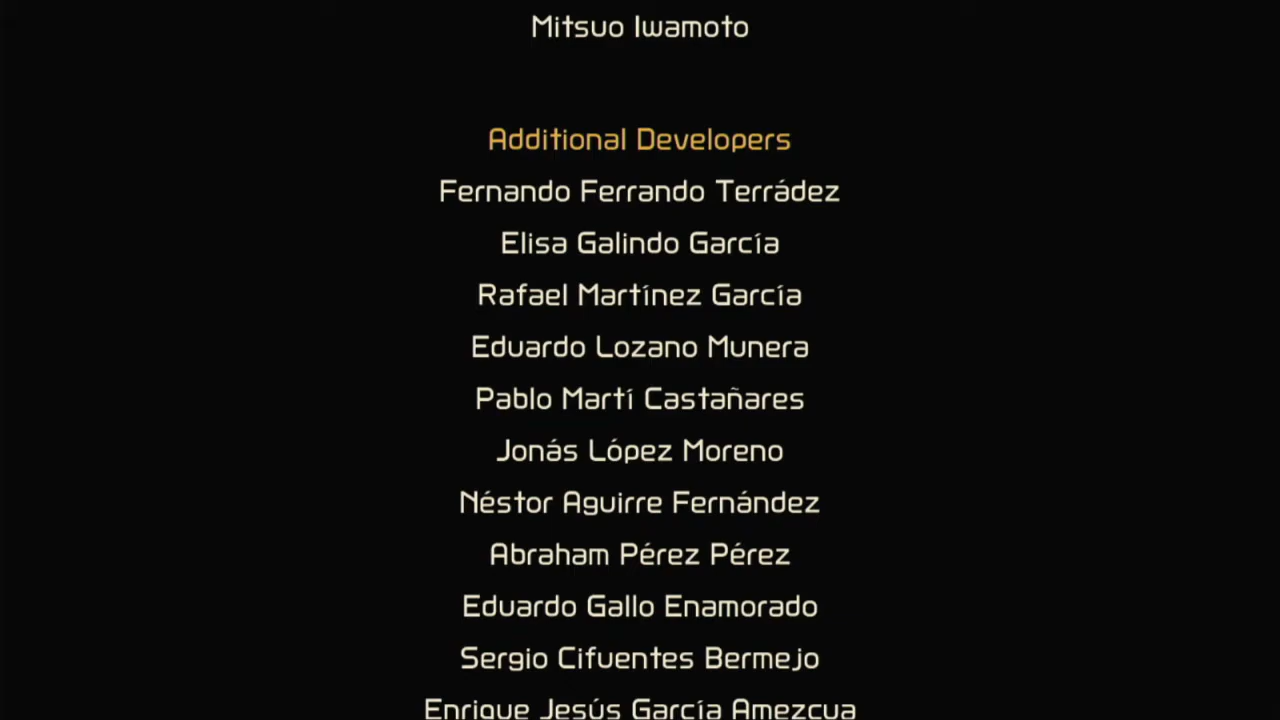 Mitsuo Iwamoto
Additional Developers
Fernando Ferrando Terrádez
Elisa Galindo García
Rafael Martínez García
Eduardo Lozano Munera
Pablo Martí Castañares
Jonás López Moreno
Néstor Aguirre Fernández
Abraham Pérez Pérez
Eduardo Gallo Enamorado
Sergio Cifuentes Bermejo
Enrique Jesús García Amezcua